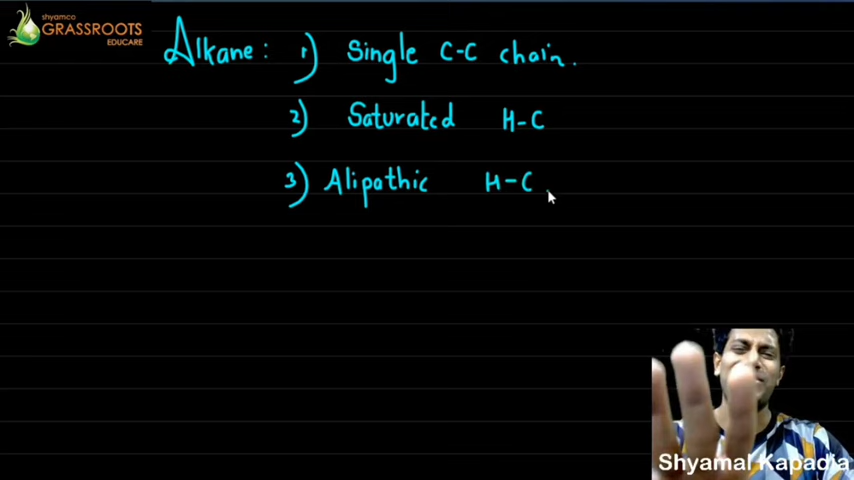 shyamco
GRASSROOTS
EDUCARE
Alkane : 1) Single C-C chain.
2) Saturated H-C
3) Alipathic H-C
Shyamal Kapadia